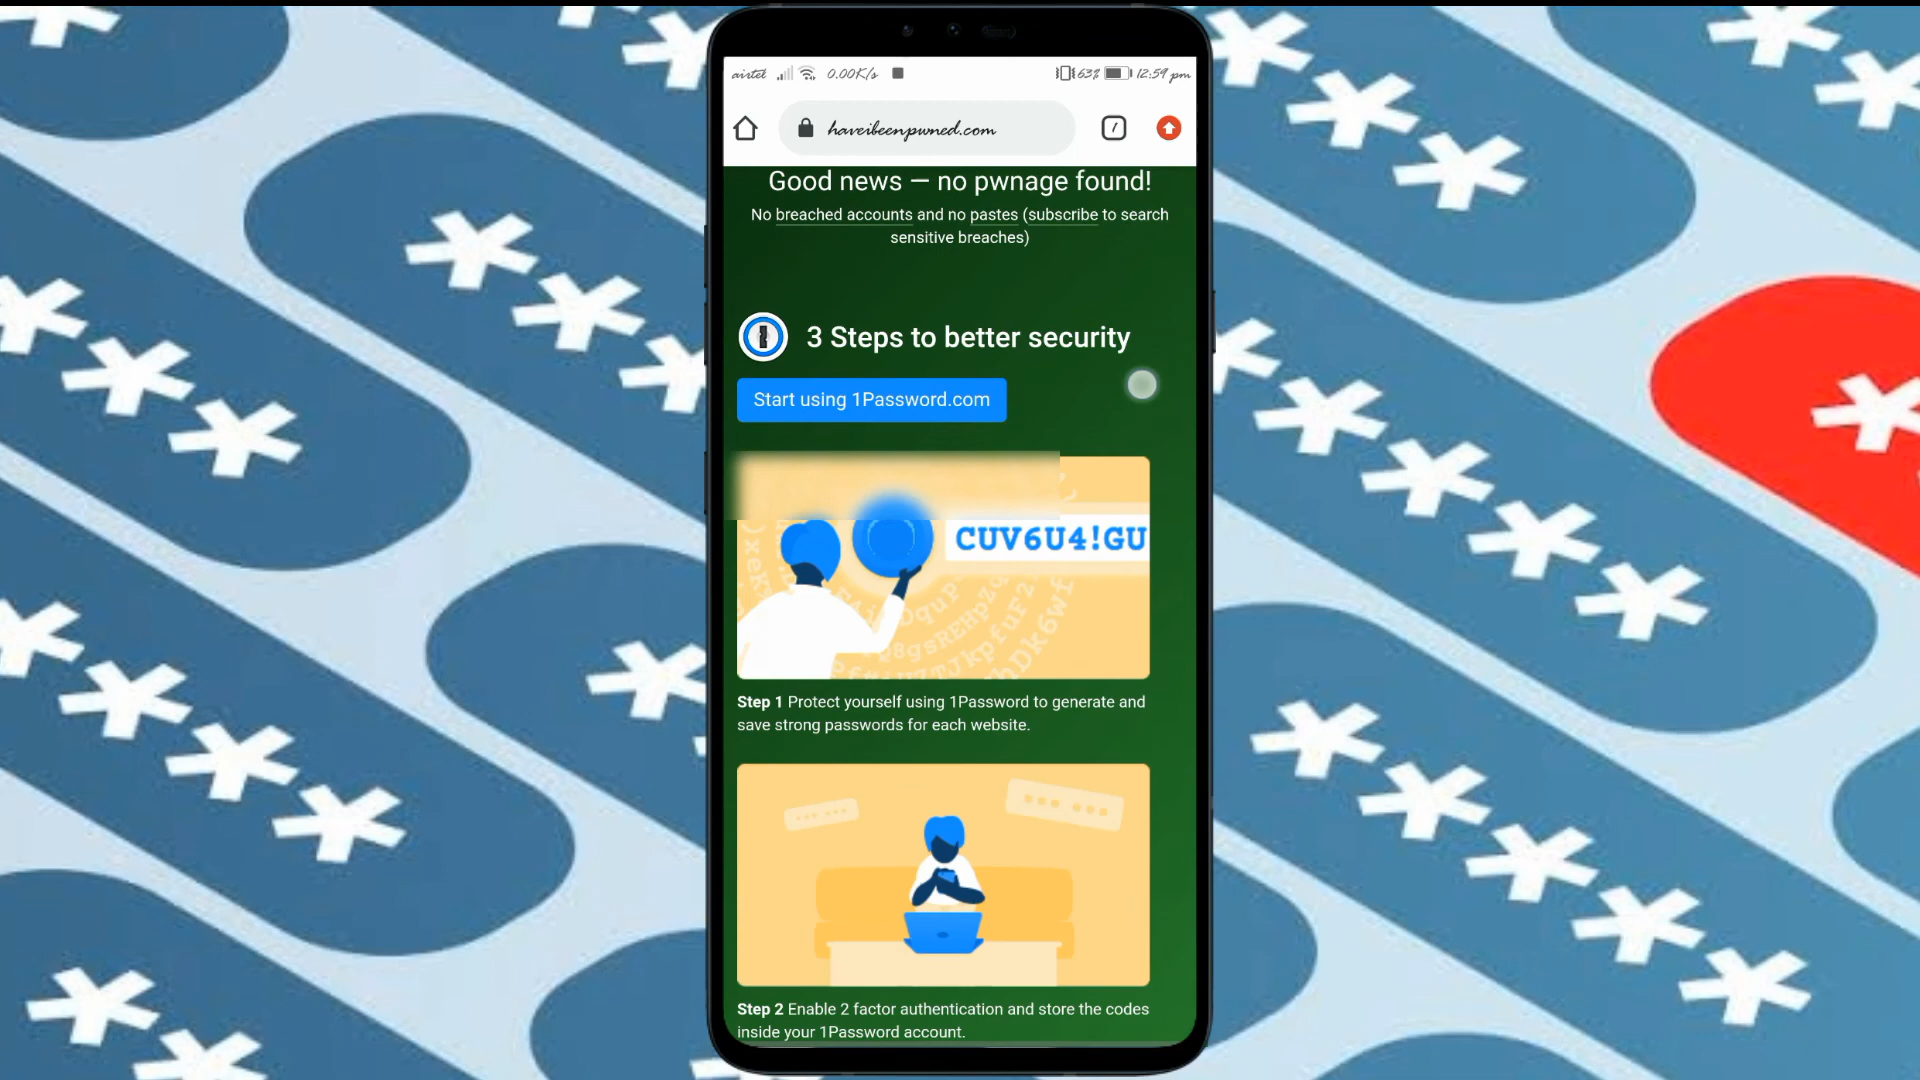 airtel 0.00K/s 63% 12:59 pm
haveibeenpwned.com
Good news — no pwnage found!
No breached accounts and no pastes (subscribe to search
sensitive breaches)
3 Steps to better security
Start using 1Password.com
CUV6U4!GU
Step 1 Protect yourself using 1Password to generate and
save strong passwords for each website.
Step 2 Enable 2 factor authentication and store the codes
inside your 1Password account.